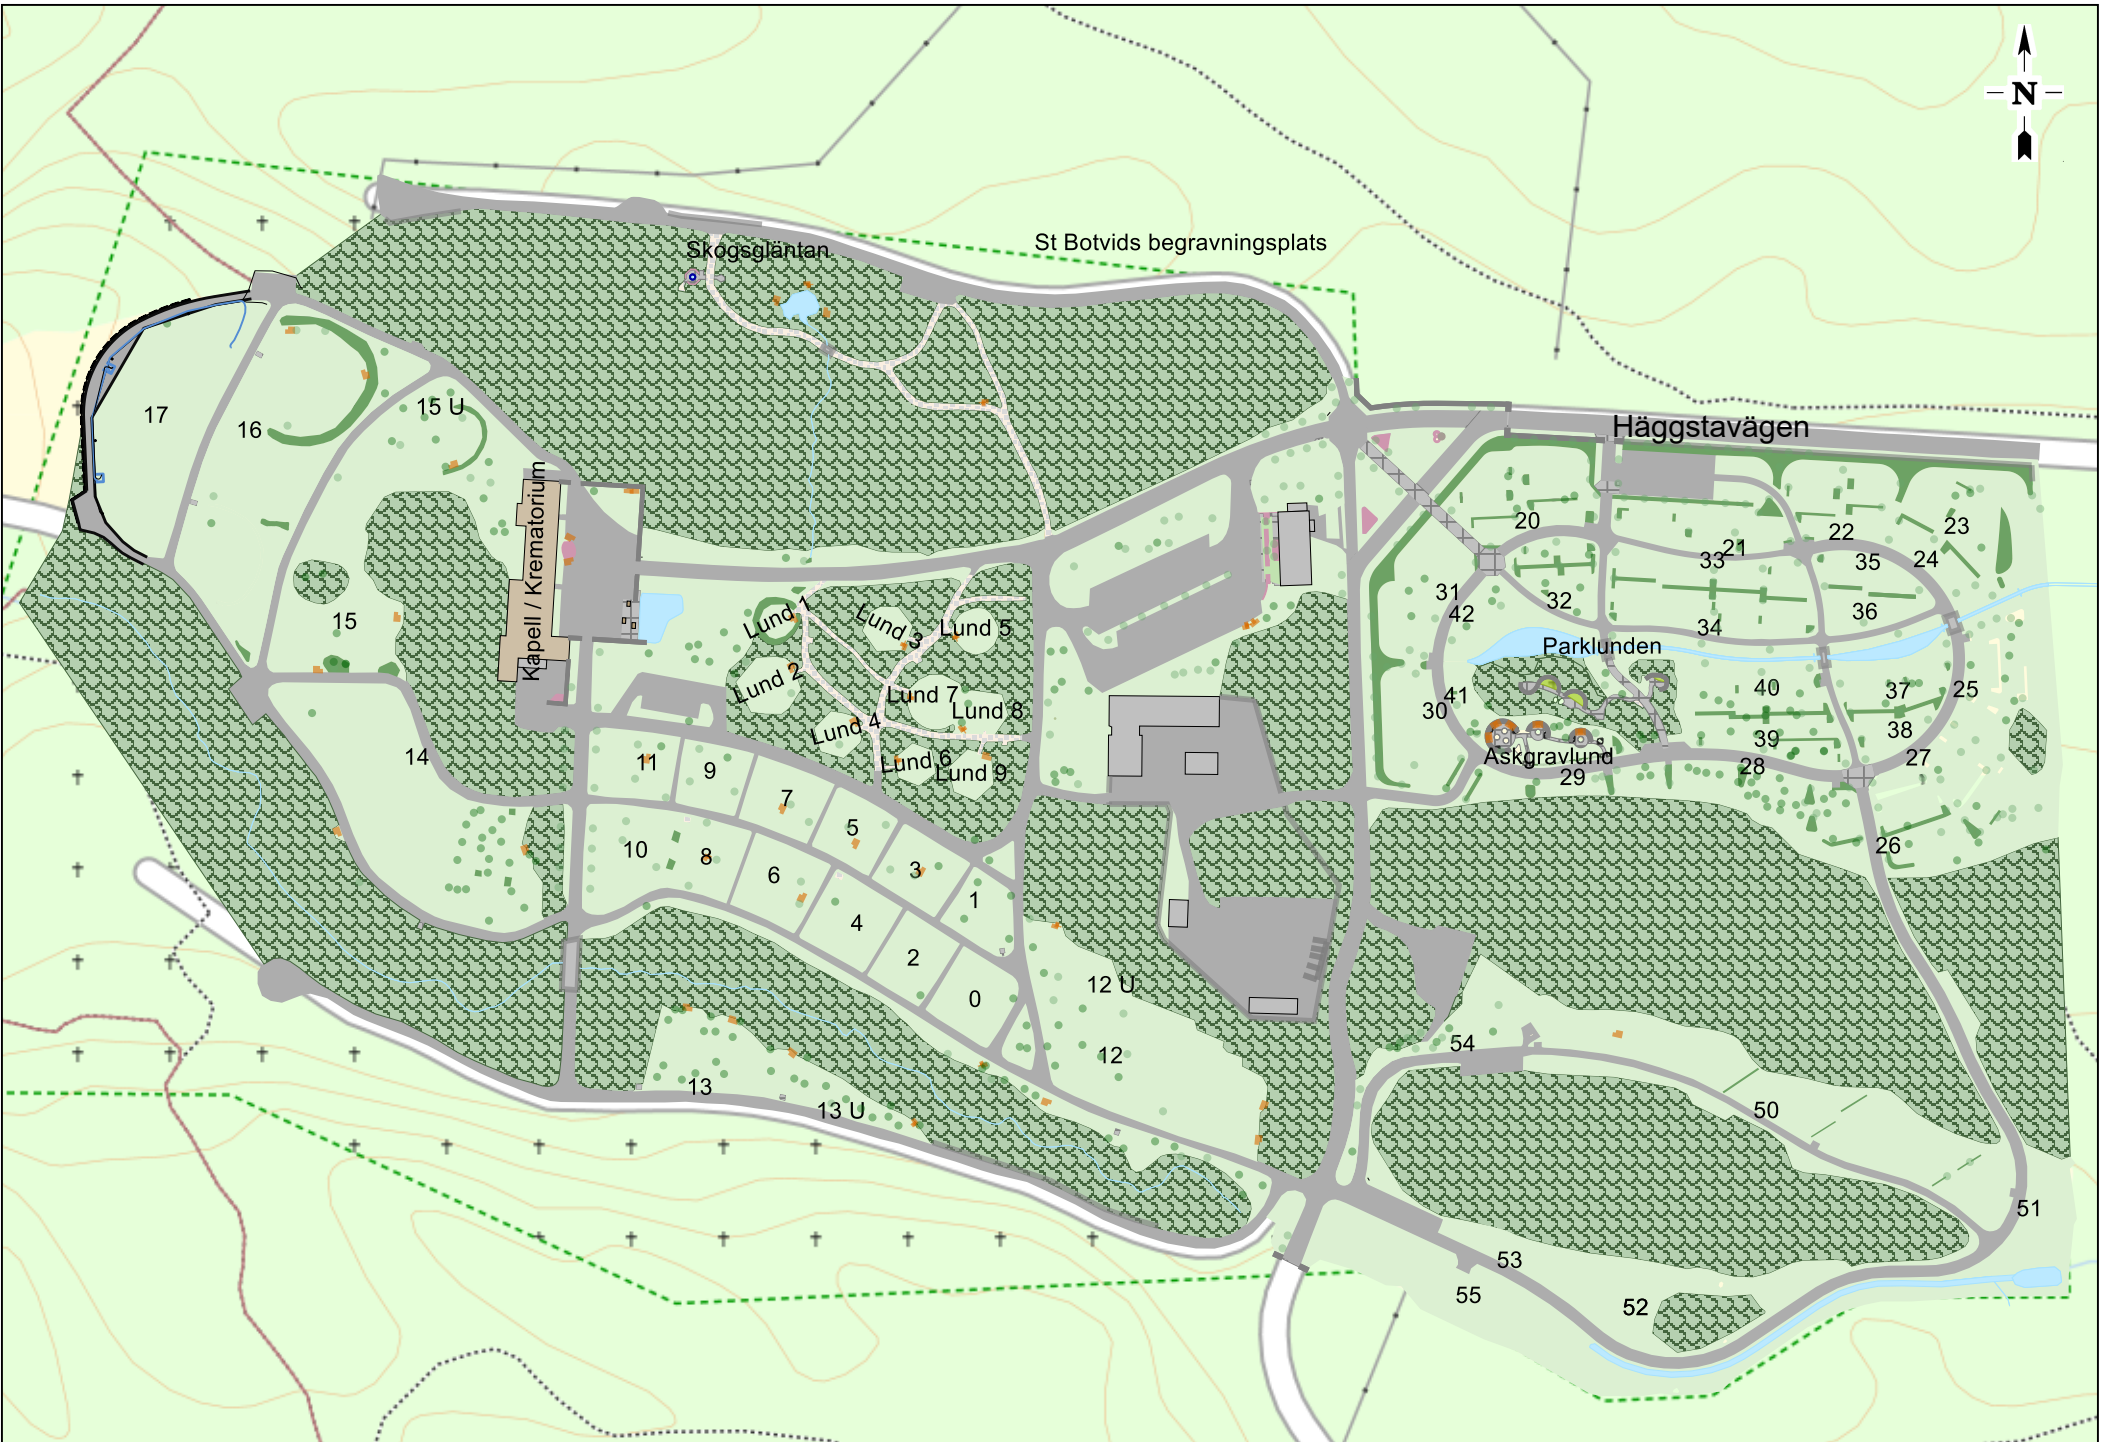 N
St Botvids begravningsplats
Skogsgläntan
Häggstavägen
17
16
15 U
15
14
Kapell / Krematorium
Lund 1
Lund 2
Lund 3
Lund 4
Lund 5
Lund 6
Lund 7
Lund 8
Lund 9
11
9
7
5
3
1
10
8
6
4
2
0
12 U
12
13
13 U
20
21
22
23
24
33
35
36
31
42
32
34
Parklunden
41
30
40
37
25
38
39
Askgravlund
29
28
27
26
54
50
51
53
55
52